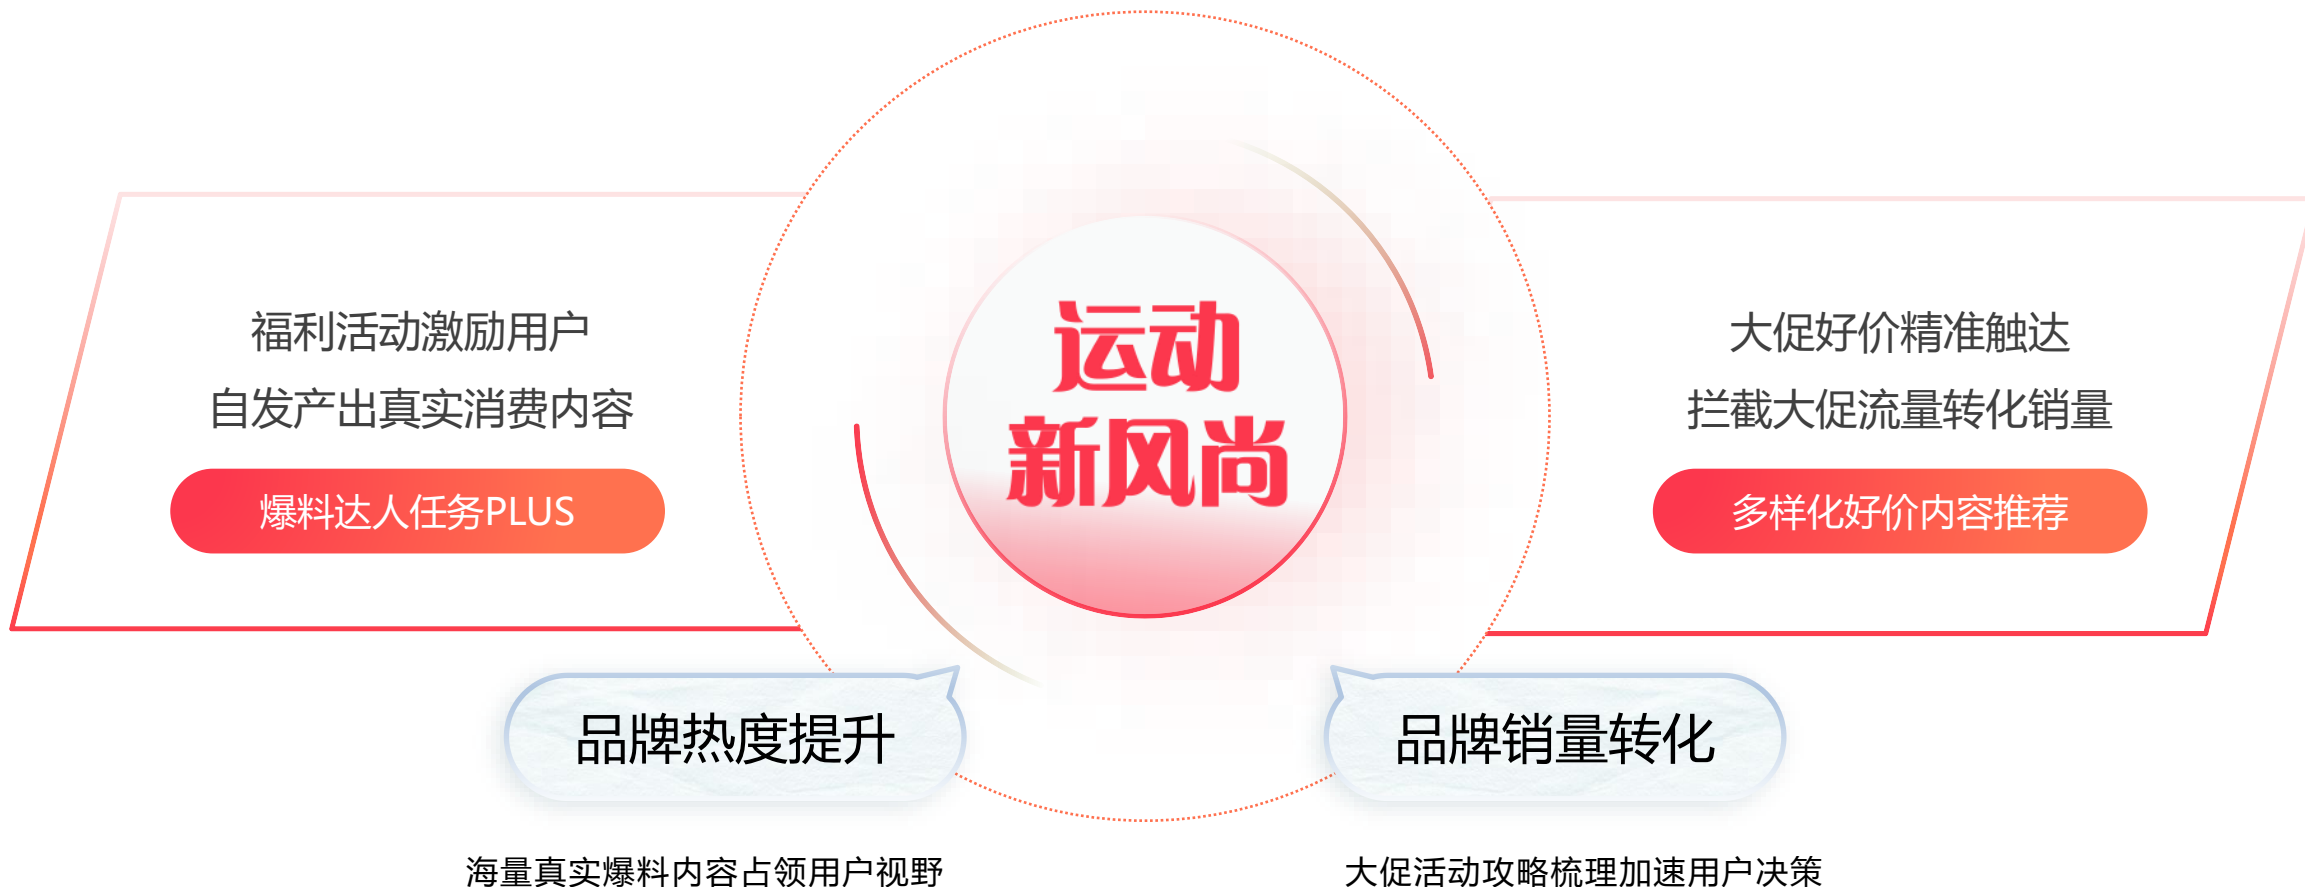 福利活动激励用户
自发产出真实消费内容
爆料达人任务PLUS
运动
新风尚
大促好价精准触达
拦截大促流量转化销量
多样化好价内容推荐
品牌热度提升
品牌销量转化
海量真实爆料内容占领用户视野
大促活动攻略梳理加速用户决策